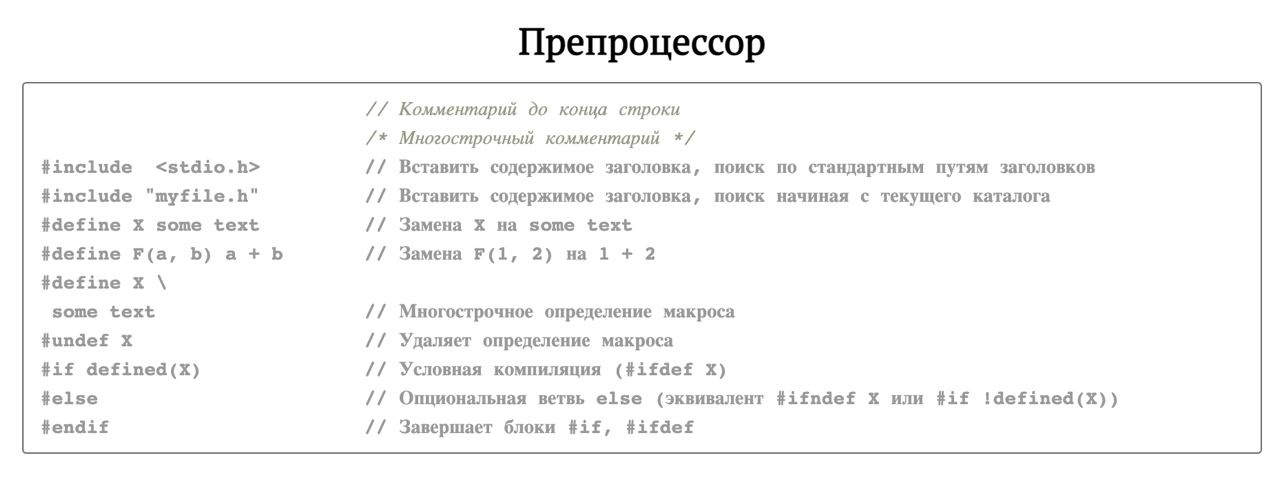 Препроцессор
// Комментарий до конца строки
/* Многострочный комментарий */
#include  <stdio.h> // Вставить содержимое заголовка, поиск по стандартным путям заголовков
#include "myfile.h" // Вставить содержимое заголовка, поиск начиная с текущего каталога
#define X some text // Замена X на some text
#define F(a, b) a + b // Замена F(1, 2) на 1 + 2
#define X \
 some text // Многострочное определение макроса
#undef X // Удаляет определение макроса
#if defined(X) // Условная компиляция (#ifdef X)
#else // Опциональная ветвь else (эквивалент #ifndef X или #if !defined(X))
#endif // Завершает блоки #if, #ifdef